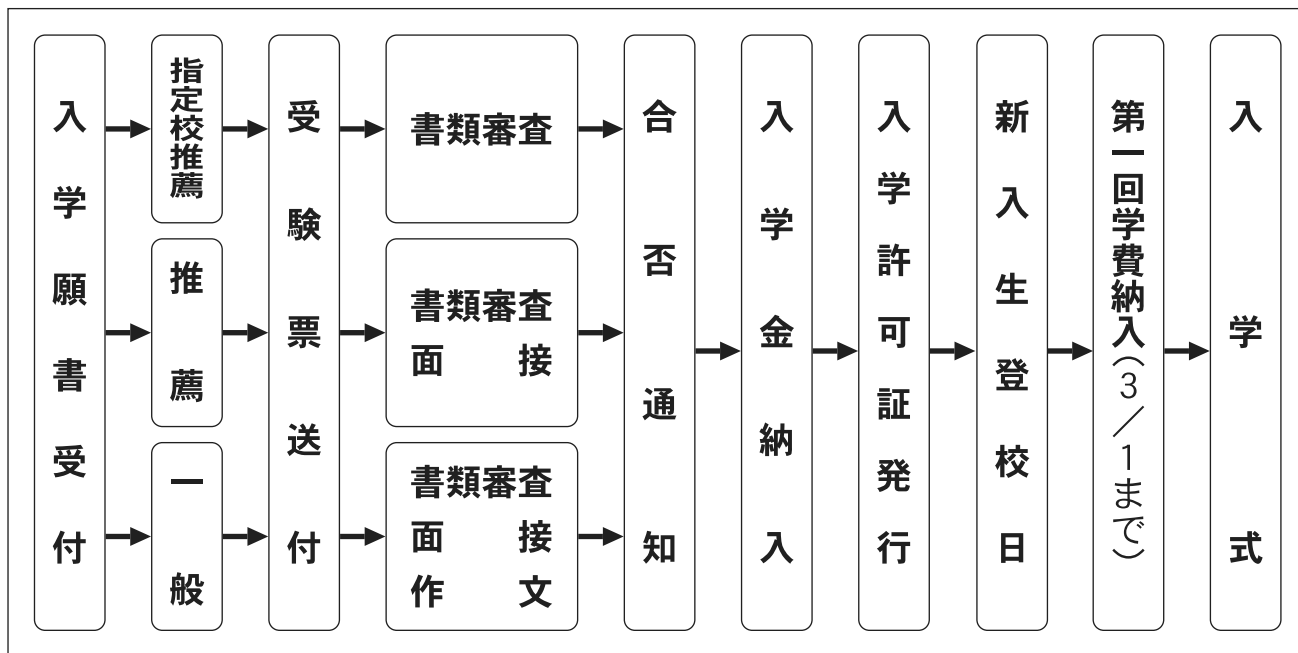 入学願書受付
指定校推薦
推薦
一般
受験票送付
書類審査
書類審査
面接
書類審査
面接
作文
合否通知
入学金納入
入学許可証発行
新入生登校日
第一回学費納入(3/1まで)
入学式